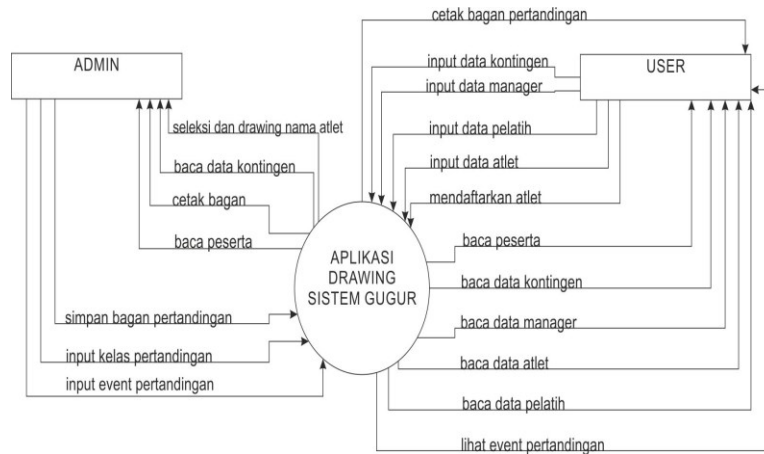 cetak bagan pertandingan
ADMIN
input data kontingen
USER
input data manager
seleksi dan drawing nama atlet
input data pelatih
baca data kontingen
input data atlet
cetak bagan
mendaftarkan atlet
baca peserta
baca peserta
APLIKASI
DRAWING
SISTEM GUGUR
baca data kontingen
simpan bagan pertandingan
baca data manager
input kelas pertandingan
baca data atlet
input event pertandingan
baca data pelatih
lihat event pertandingan